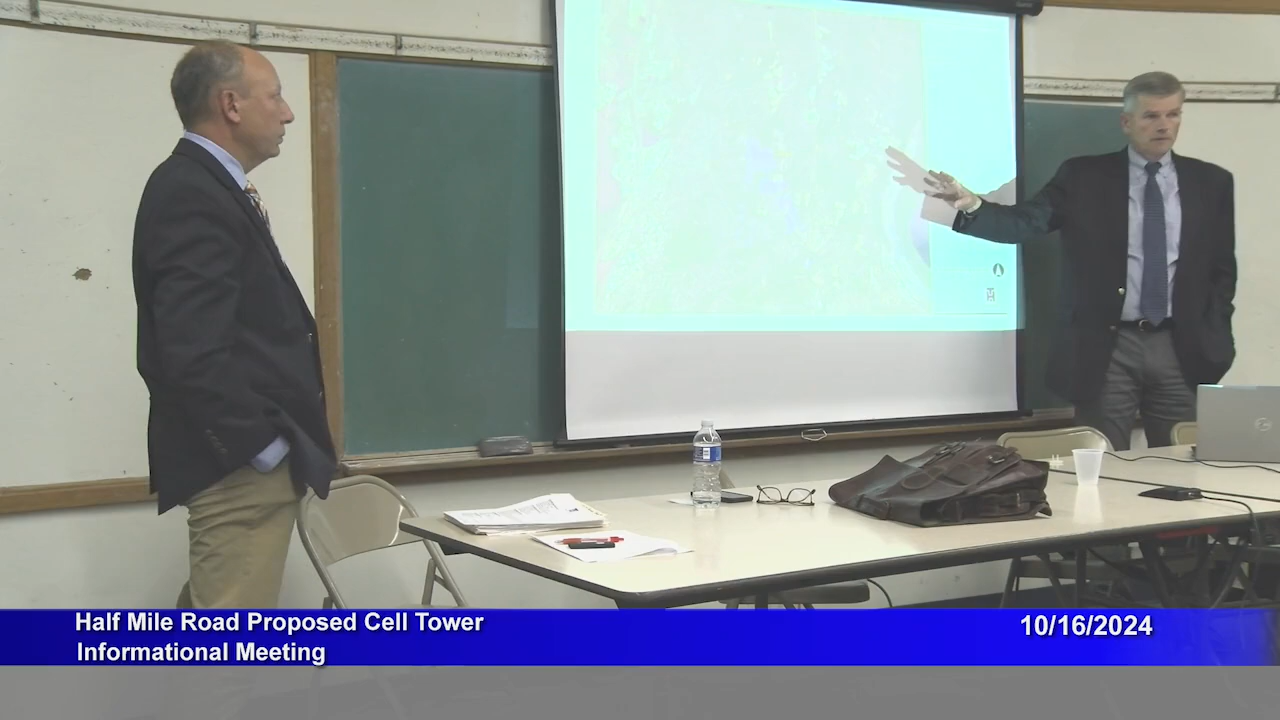 Half Mile Road Proposed Cell Tower
Informational Meeting
10/16/2024